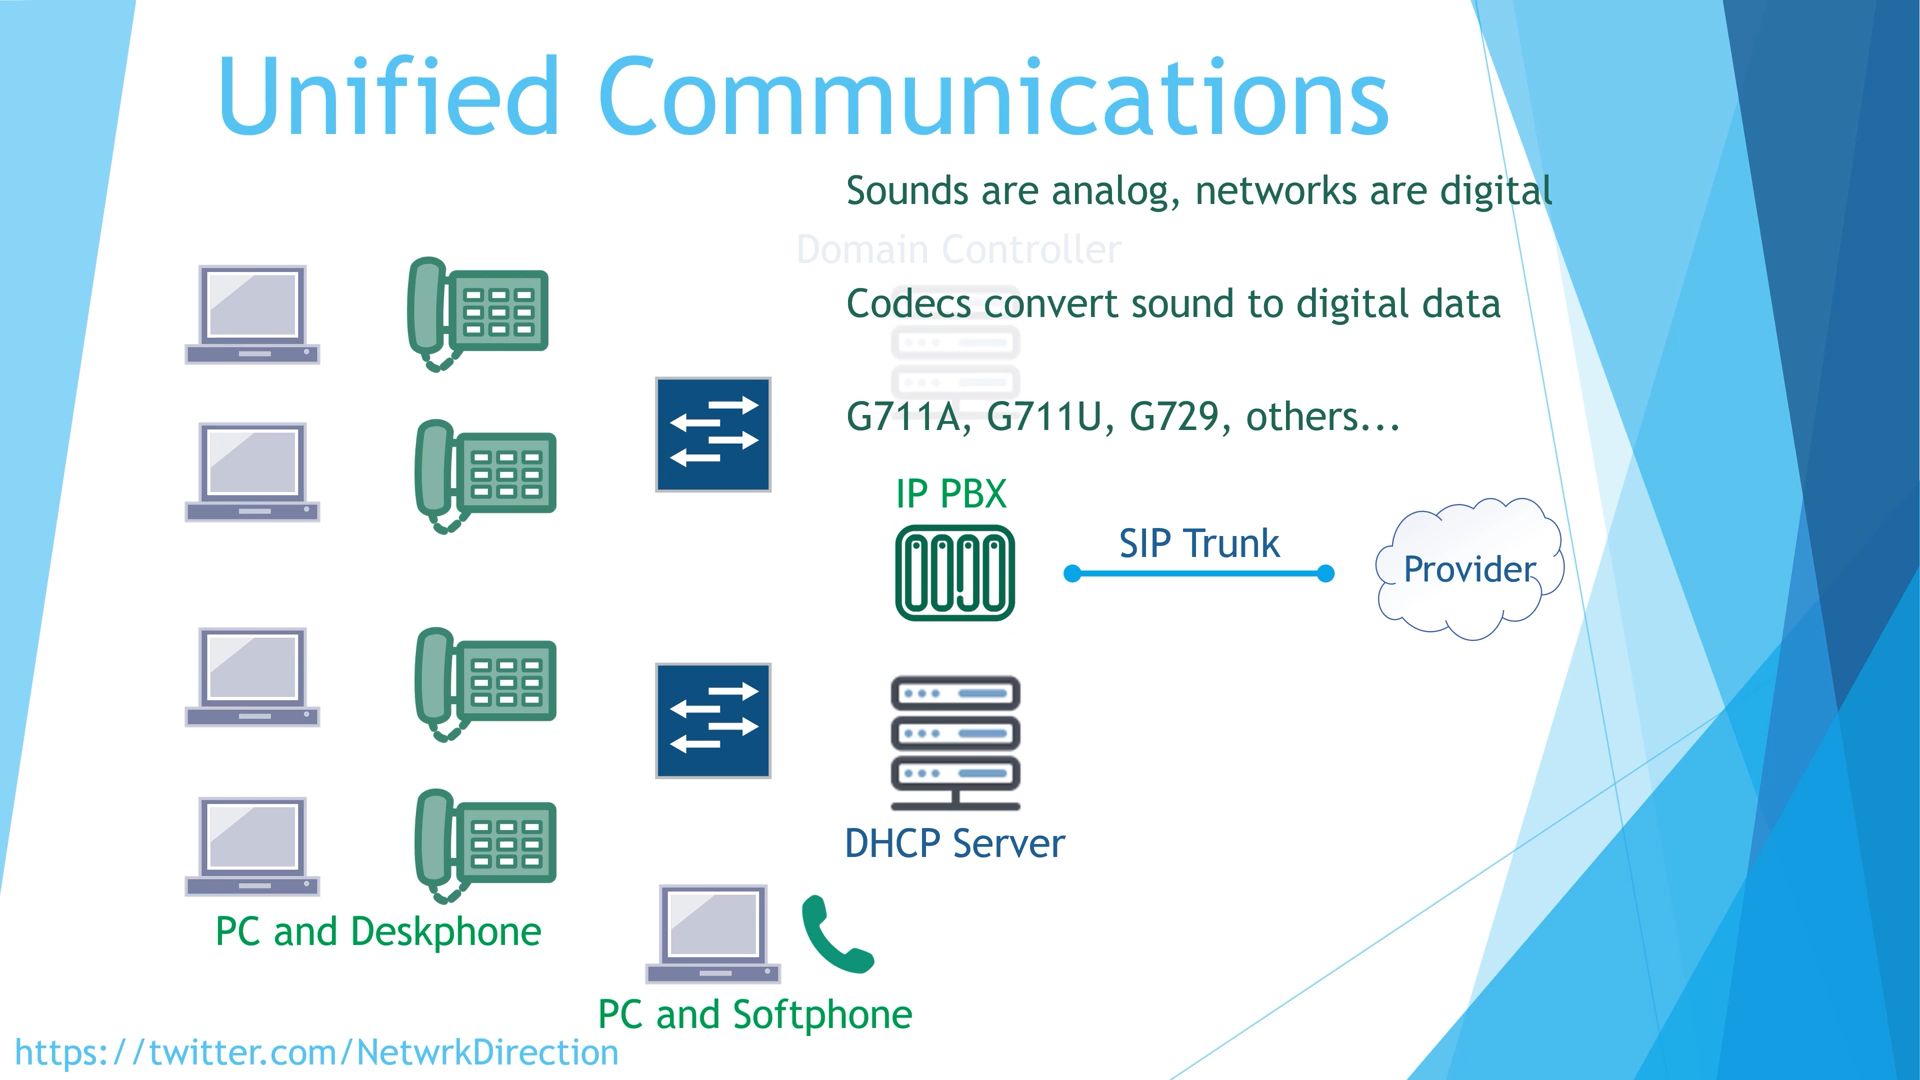 Unified Communications
Sounds are analog, networks are digital
Domain Controller
Codecs convert sound to digital data
G711A, G711U, G729, others...
IP PBX
SIP Trunk
Provider
DHCP Server
PC and Deskphone
PC and Softphone
https://twitter.com/NetwrkDirection